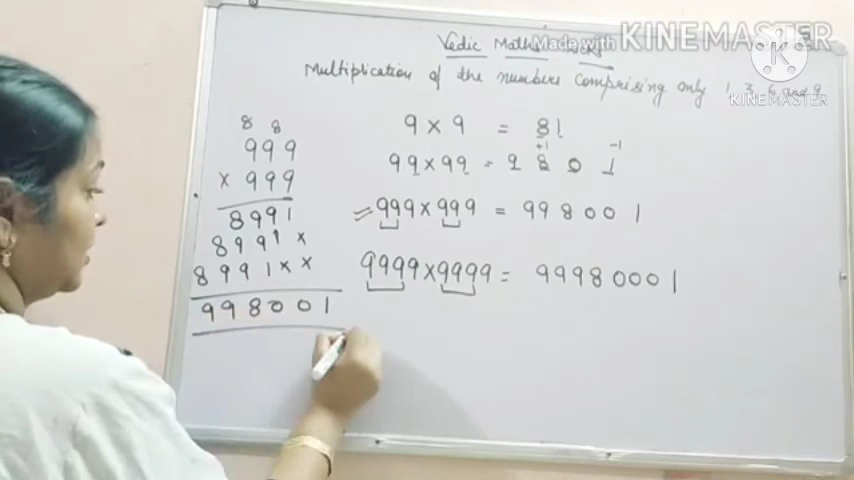 Made with KINEMASTER
KINEMASTER
Vedic Maths
Multiplication of the numbers comprising only 1, 3, 6 and 9
8 8
999
× 999
8991
8991 ×
8991 × ×
998001
9 × 9 = 81
+1 -1
99 × 99 = 9 8 0 1
999 × 999 = 998001
9999 × 9999 = 99980001